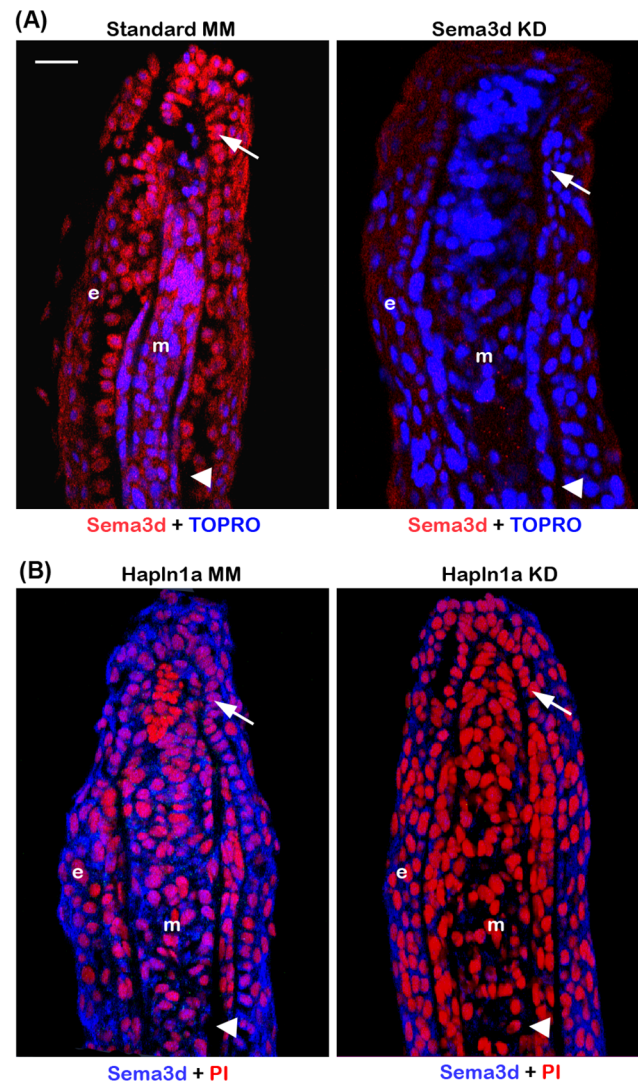 (A)
Standard MM
Sema3d KD
e
m
e
m
Sema3d + TOPRO
Sema3d + TOPRO
(B)
Hapln1a MM
Hapln1a KD
e
m
e
m
Sema3d + PI
Sema3d + PI